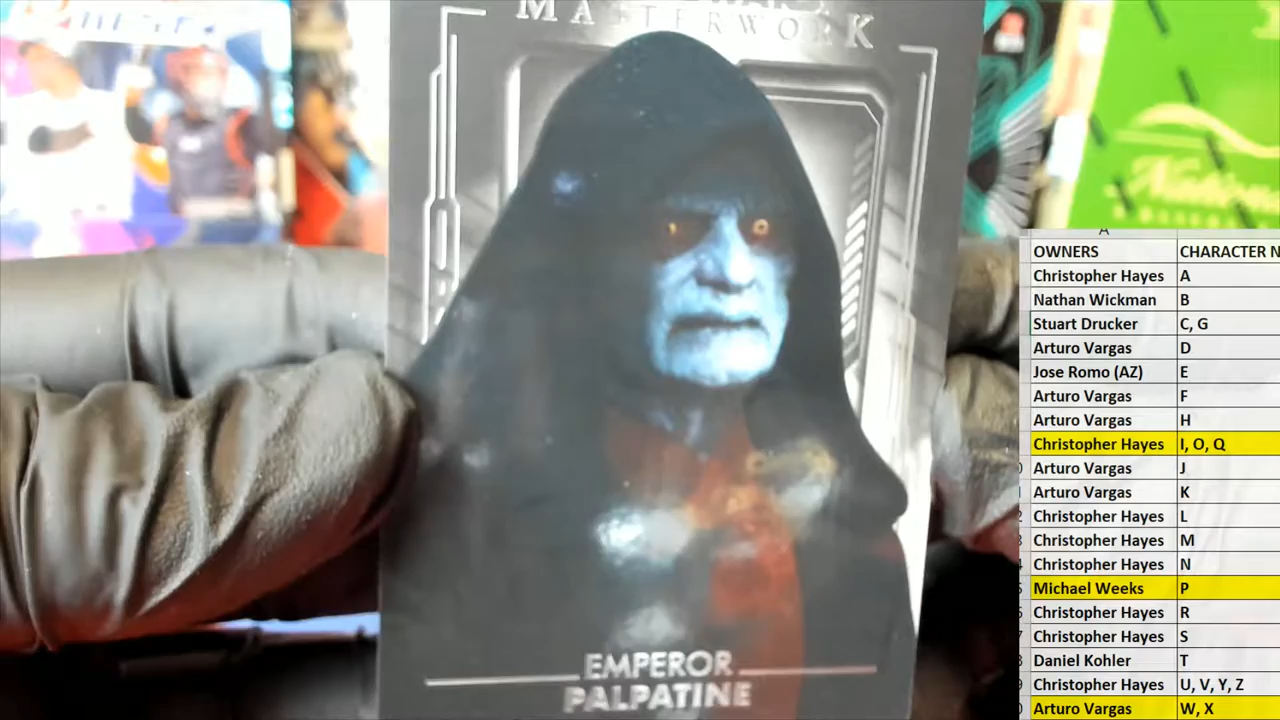 MASTERWORK
EMPEROR
PALPATINE
National
A
OWNERS CHARACTER N
Christopher Hayes A
Nathan Wickman B
Stuart Drucker C, G
Arturo Vargas D
Jose Romo (AZ) E
Arturo Vargas F
Arturo Vargas H
Christopher Hayes I, O, Q
Arturo Vargas J
Arturo Vargas K
Christopher Hayes L
Christopher Hayes M
Christopher Hayes N
Michael Weeks P
Christopher Hayes R
Christopher Hayes S
Daniel Kohler T
Christopher Hayes U, V, Y, Z
Arturo Vargas W, X